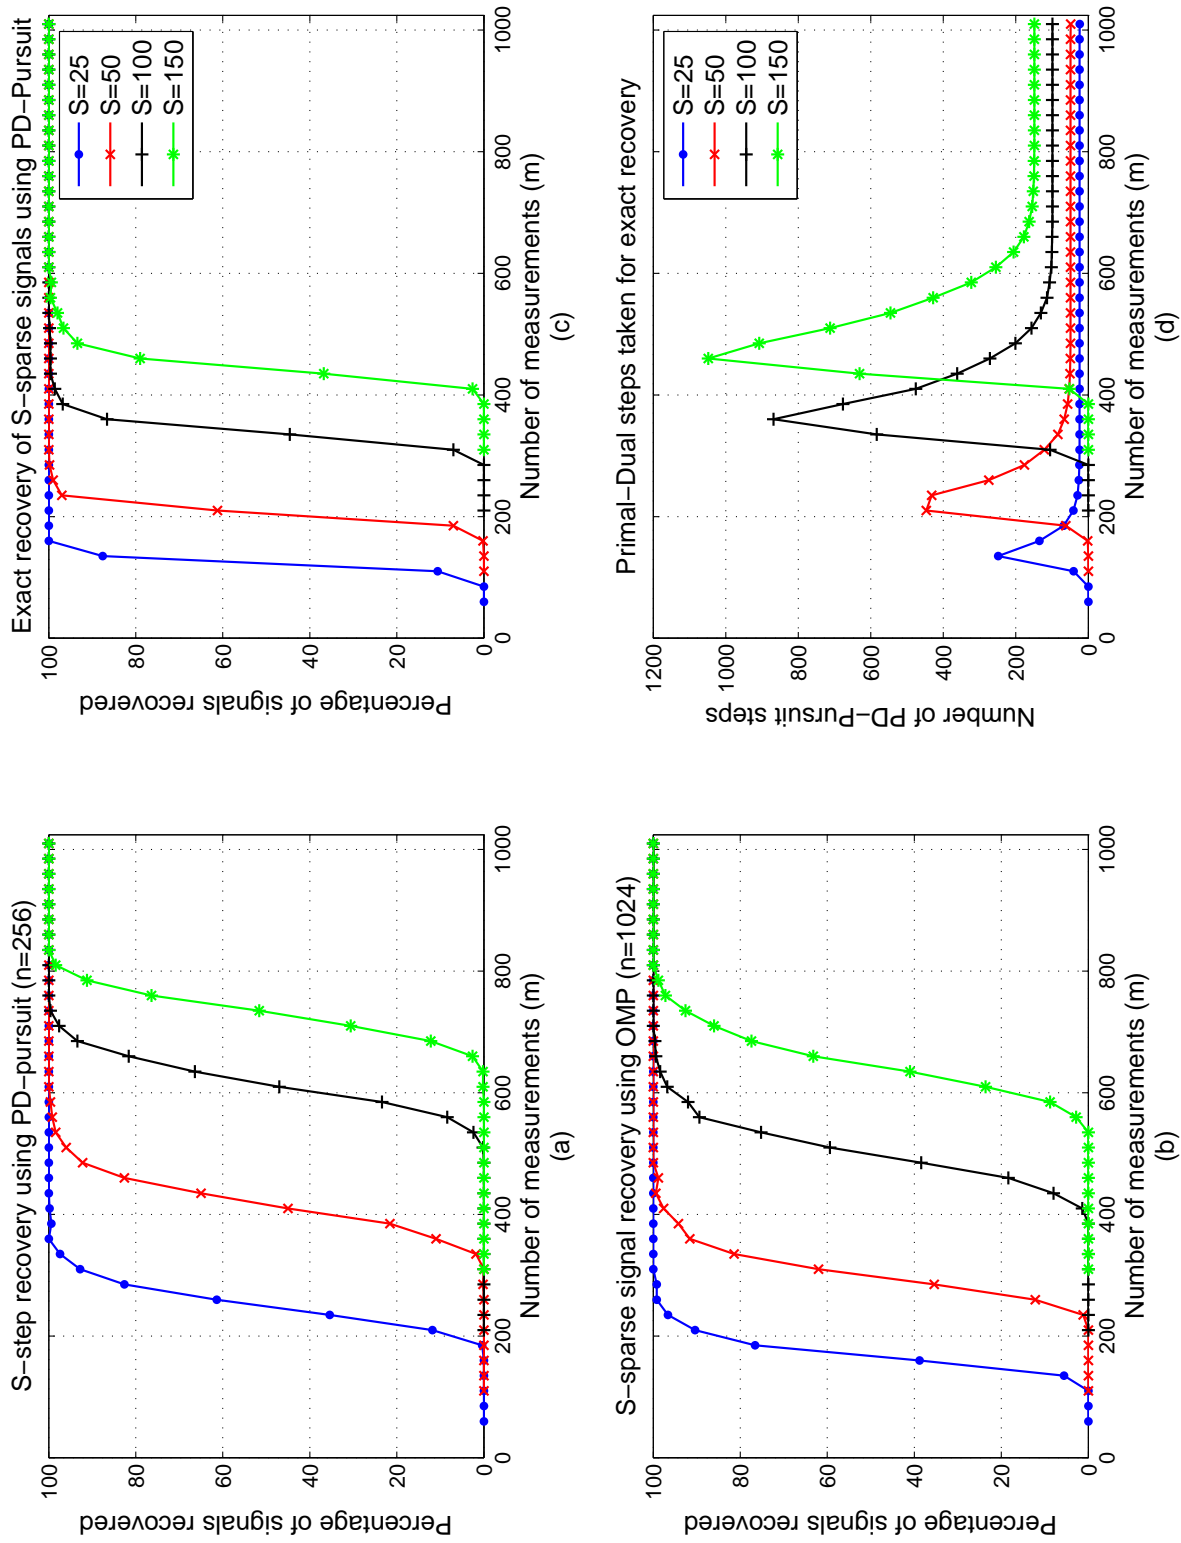 S−step recovery using PD−pursuit (n=256)
Percentage of signals recovered
100
80
60
40
20
0
0 200 400 600 800 1000
Number of measurements (m)
(a)
Exact recovery of S−sparse signals using PD−Pursuit
Percentage of signals recovered
100
80
60
40
20
0
0 200 400 600 800 1000
Number of measurements (m)
(c)
S=25
S=50
S=100
S=150
S−sparse signal recovery using OMP (n=1024)
Percentage of signals recovered
100
80
60
40
20
0
0 200 400 600 800 1000
Number of measurements (m)
(b)
Primal−Dual steps taken for exact recovery
Number of PD−Pursuit steps
1200
1000
800
600
400
200
0
0 200 400 600 800 1000
Number of measurements (m)
(d)
S=25
S=50
S=100
S=150